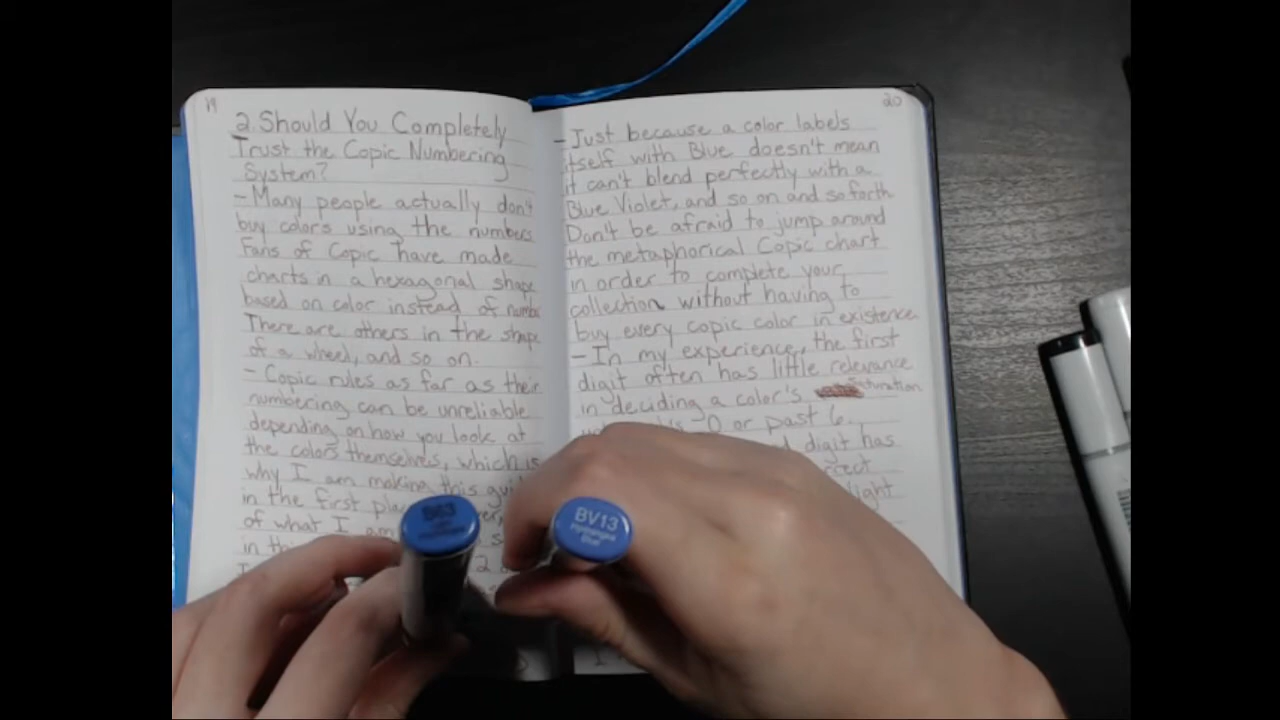 19
2. Should You Completely
Trust the Copic Numbering
System?
- Many people actually don't
buy colors using the numbers.
Fans of Copic have made
charts in a hexagonal shape
based on color instead of
There are others in the shape
of a wheel, and so on.
- Copic rules as far as their
numbering can be unreliable
depending on how you look at
the colors themselves, which is
why I am making this
in the first
of what I am
in
I
2
20
- Just because a color labels
itself with Blue doesn't mean
it can't blend perfectly with a
Blue Violet, and so on and so forth
Don't be afraid to jump around
the metaphorical Copic chart
in order to complete your
collection without having to
buy every copic color in existence.
- In my experience, the first
digit often has little relevance
in deciding a color's
0 or past 6.
digit has
BV13
Hydrangea
Blue